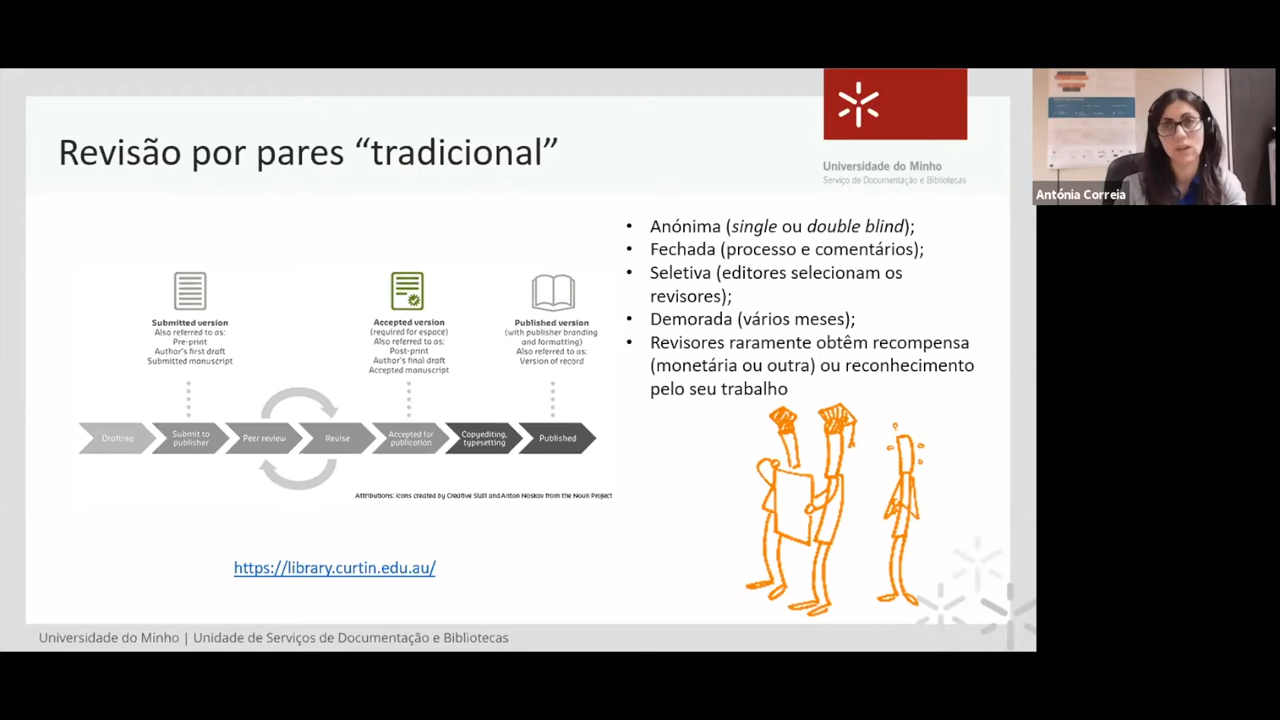 Revisão por pares “tradicional”
Universidade do Minho
Serviço de Documentação e Bibliotecas
Antónia Correia
• Anónima (single ou double blind);
• Fechada (processo e comentários);
• Seletiva (editores selecionam os
revisores);
• Demorada (vários meses);
• Revisores raramente obtêm recompensa
(monetária ou outra) ou reconhecimento
pelo seu trabalho
Submitted version
Also referred to as:
Pre-print
Author's first draft
Submitted manuscript
Accepted version
(required for espace)
Also referred to as:
Post-print
Author's final draft
Accepted manuscript
Published version
(with publisher branding
and formatting)
Also referred to as:
Version of record
Drafting
Submit to
publisher
Peer review
Revise
Accepted for
publication
Copyediting,
typesetting
Published
Attributions: Icons created by Creative Stall and Anton Noskov from the Noun Project
https://library.curtin.edu.au/
Universidade do Minho | Unidade de Serviços de Documentação e Bibliotecas